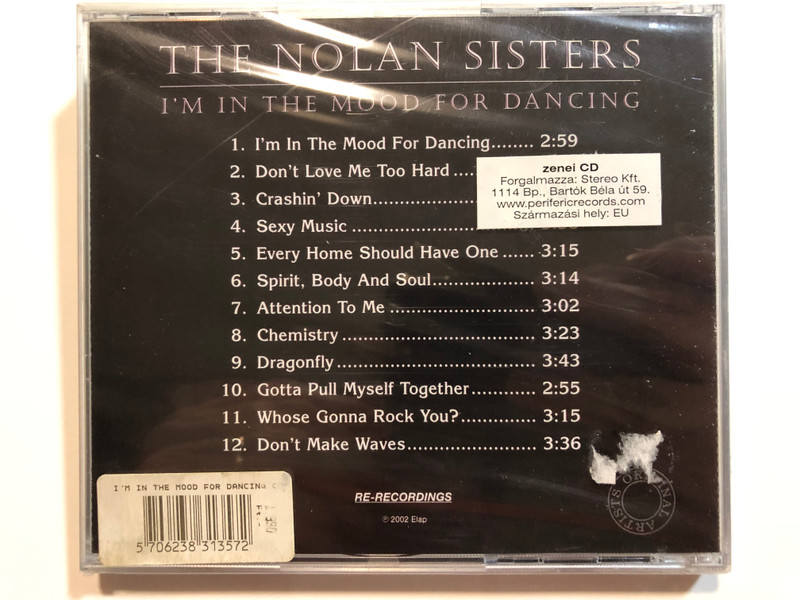 THE NOLAN SISTERS
I'M IN THE MOOD FOR DANCING
1. I'm In The Mood For Dancing........ 2:59
2. Don't Love Me Too Hard ....
3. Crashin' Down....................
4. Sexy Music ........................
5. Every Home Should Have One ...... 3:15
6. Spirit, Body And Soul................... 3:14
7. Attention To Me ........................... 3:02
8. Chemistry ................................... 3:23
9. Dragonfly ..................................... 3:43
10. Gotta Pull Myself Together............ 2:55
11. Whose Gonna Rock You?.............. 3:15
12. Don't Make Waves........................ 3:36
zenei CD
Forgalmazza: Stereo Kft.
1114 Bp., Bartók Béla út 59.
www.perifericrecords.com
Származási hely: EU
RE-RECORDINGS
℗ 2002 Elap
I'M IN THE MOOD FOR DANCING
5 706238 313572
ARTISTS